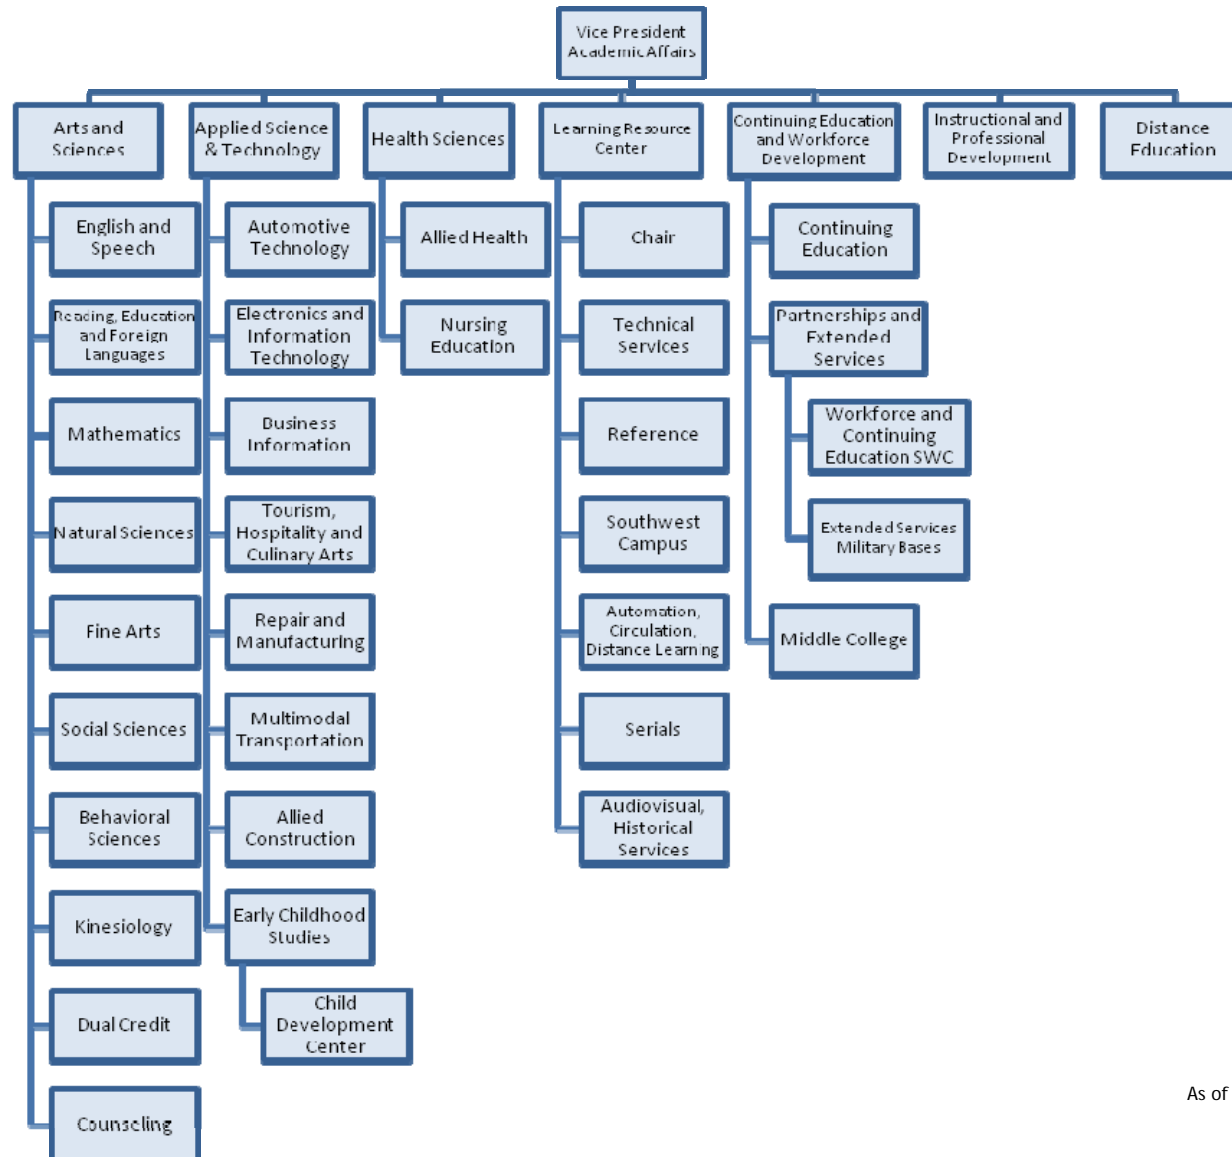 Vice President
Academic Affairs
Arts and
Sciences
Applied Science
& Technology
Health Sciences
Learning Resource
Center
Continuing Education
and Workforce
Development
Instructional and
Professional
Development
Distance
Education
English and
Speech
Reading, Education
and Foreign
Languages
Mathematics
Natural Sciences
Fine Arts
Social Sciences
Behavioral
Sciences
Kinesiology
Dual Credit
Counseling
Automotive
Technology
Electronics and
Information
Technology
Business
Information
Tourism,
Hospitality and
Culinary Arts
Repair and
Manufacturing
Multimodal
Transportation
Allied
Construction
Early Childhood
Studies
Child
Development
Center
Allied Health
Nursing
Education
Chair
Technical
Services
Reference
Southwest
Campus
Automation,
Circulation,
Distance Learning
Serials
Audiovisual,
Historical
Services
Continuing
Education
Partnerships and
Extended
Services
Workforce and
Continuing
Education SWC
Extended Services
Military Bases
Middle College
As of